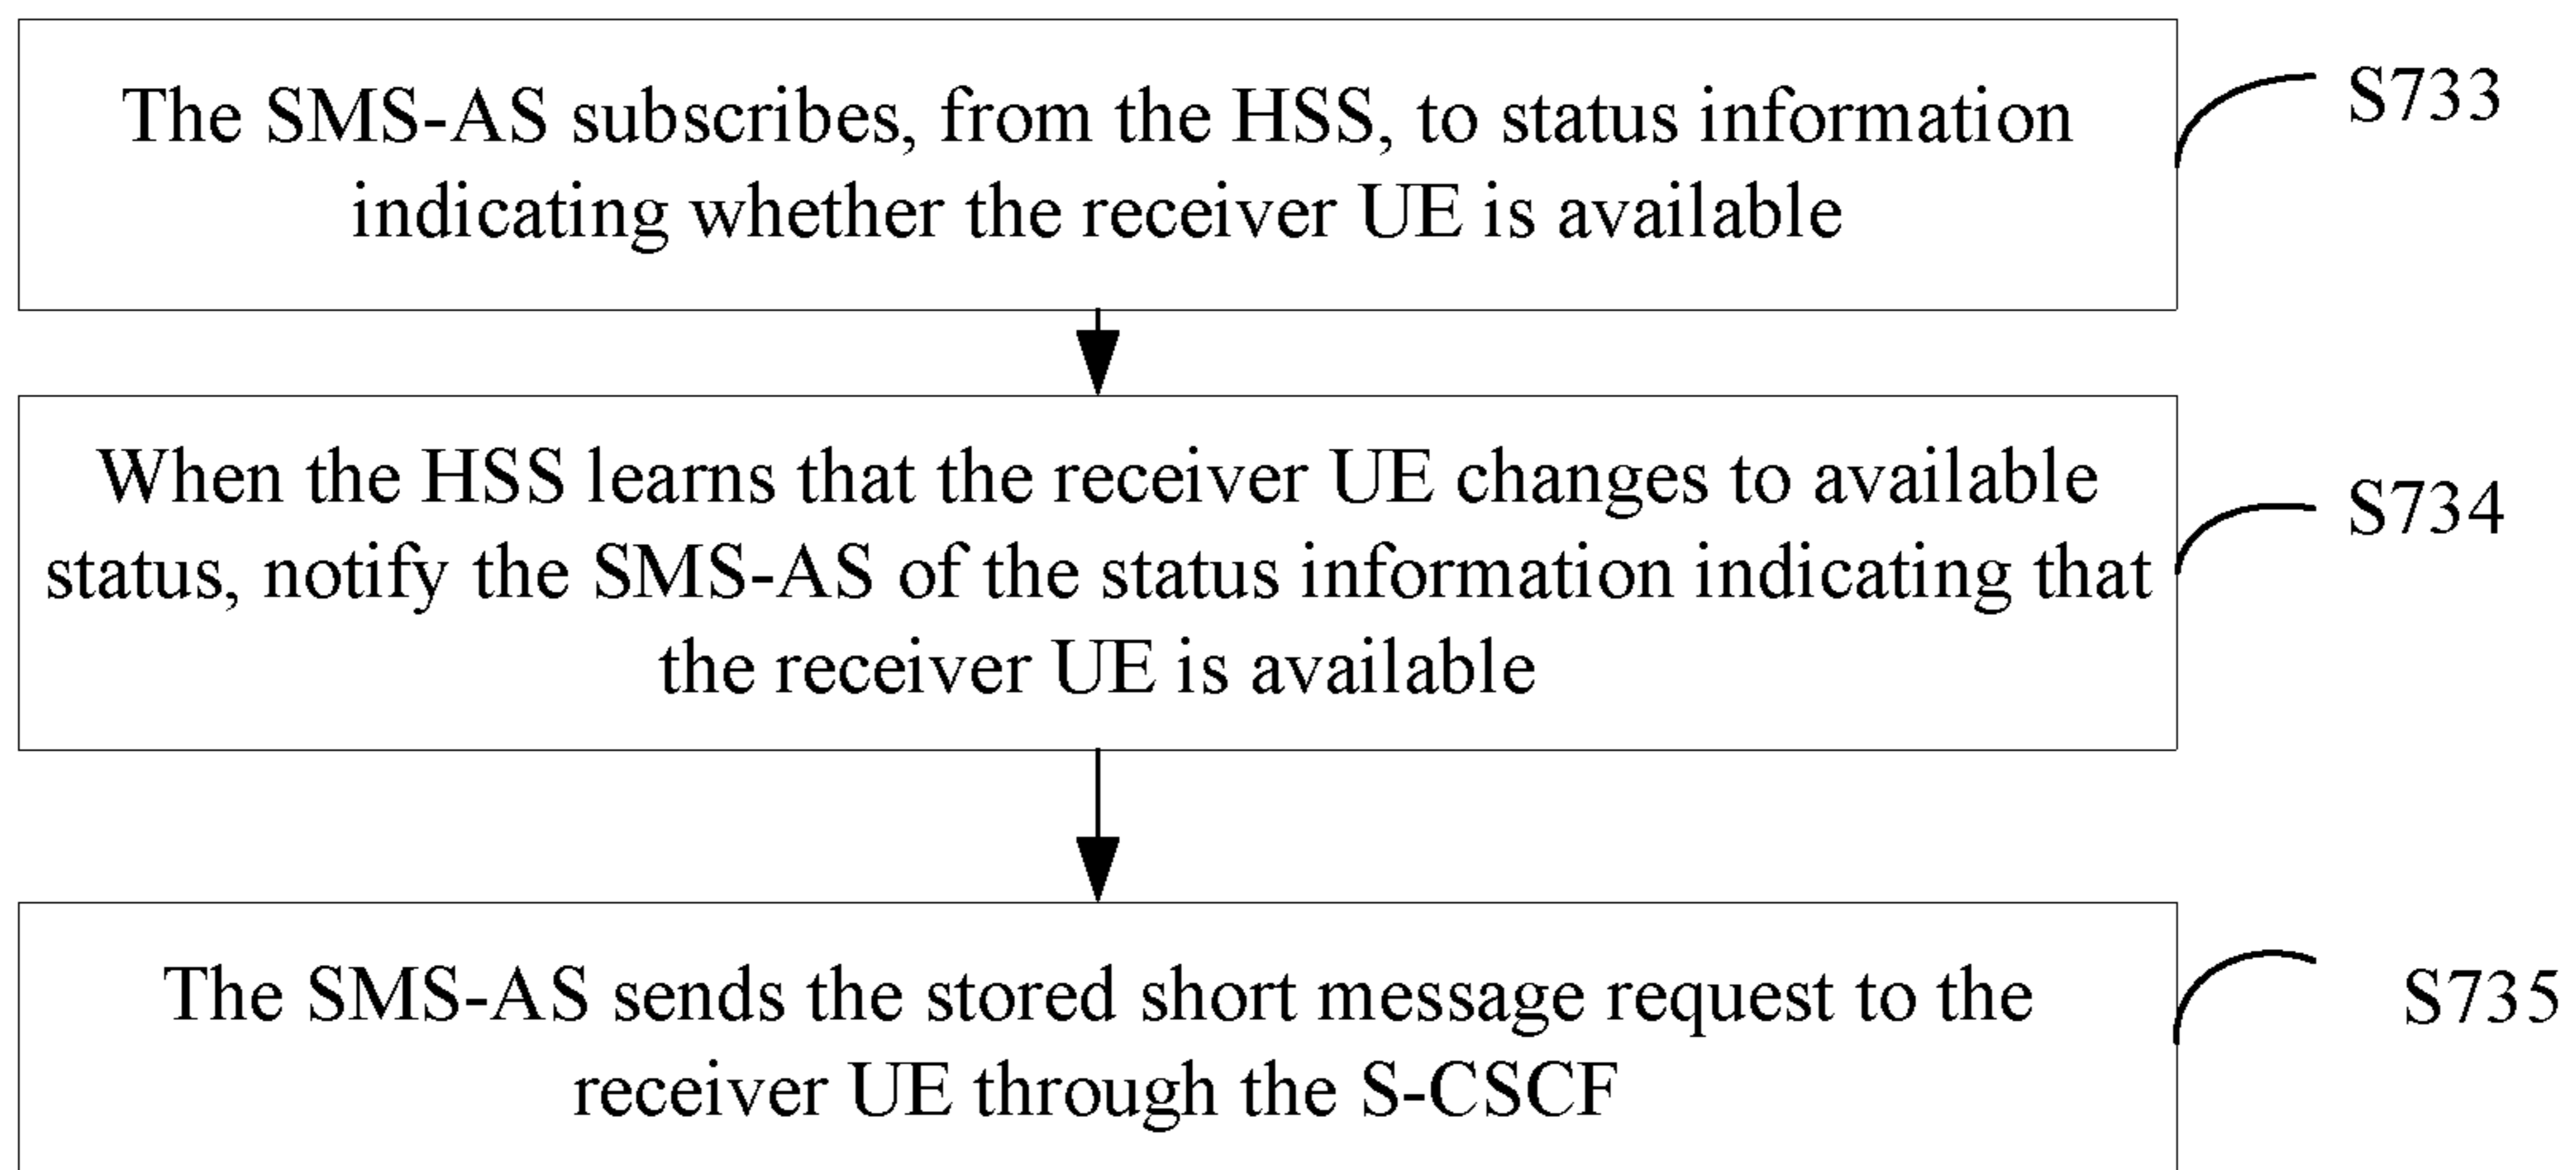 The SMS-AS subscribes, from the HSS, to status information
indicating whether the receiver UE is available
S733
When the HSS learns that the receiver UE changes to available
status, notify the SMS-AS of the status information indicating that
the receiver UE is available
S734
The SMS-AS sends the stored short message request to the
receiver UE through the S-CSCF
S735